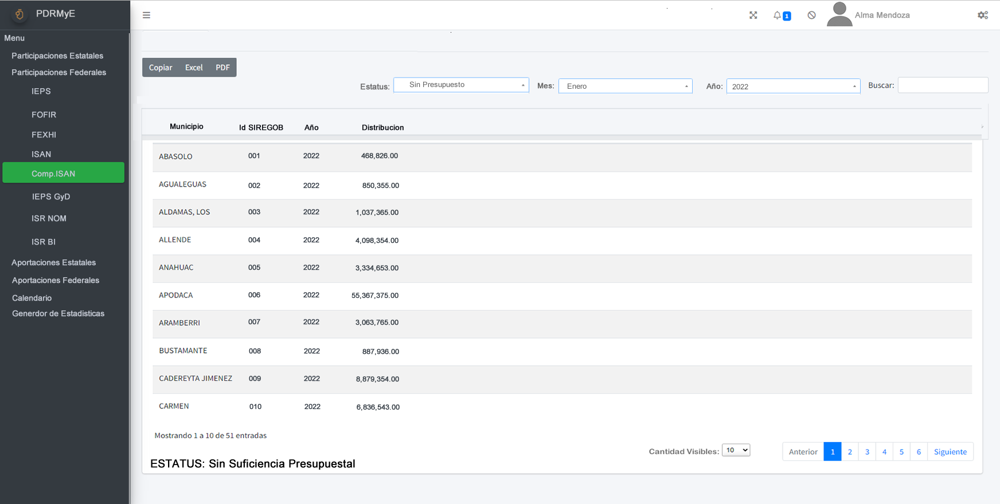 PDRMyE
1
Alma Mendoza
Menu
Participaciones Estatales
Participaciones Federales
IEPS
FOFIR
FEXHI
ISAN
Comp.ISAN
IEPS GyD
ISR NOM
ISR BI
Aportaciones Estatales
Aportaciones Federales
Calendario
Generdor de Estadisticas
Copiar Excel PDF
Estatus: Sin Presupuesto Mes: Enero Año: 2022 Buscar:
Municipio Id SIREGOB Año Distribucion
ABASOLO 001 2022 468,826.00
AGUALEGUAS 002 2022 850,355.00
ALDAMAS, LOS 003 2022 1,037,365.00
ALLENDE 004 2022 4,098,354.00
ANAHUAC 005 2022 3,334,653.00
APODACA 006 2022 55,367,375.00
ARAMBERRI 007 2022 3,063,765.00
BUSTAMANTE 008 2022 887,936.00
CADEREYTA JIMENEZ 009 2022 8,879,354.00
CARMEN 010 2022 6,836,543.00
Mostrando 1 a 10 de 51 entradas
Cantidad Visibles: 10 Anterior 1 2 3 4 5 6 Siguiente
ESTATUS: Sin Suficiencia Presupuestal